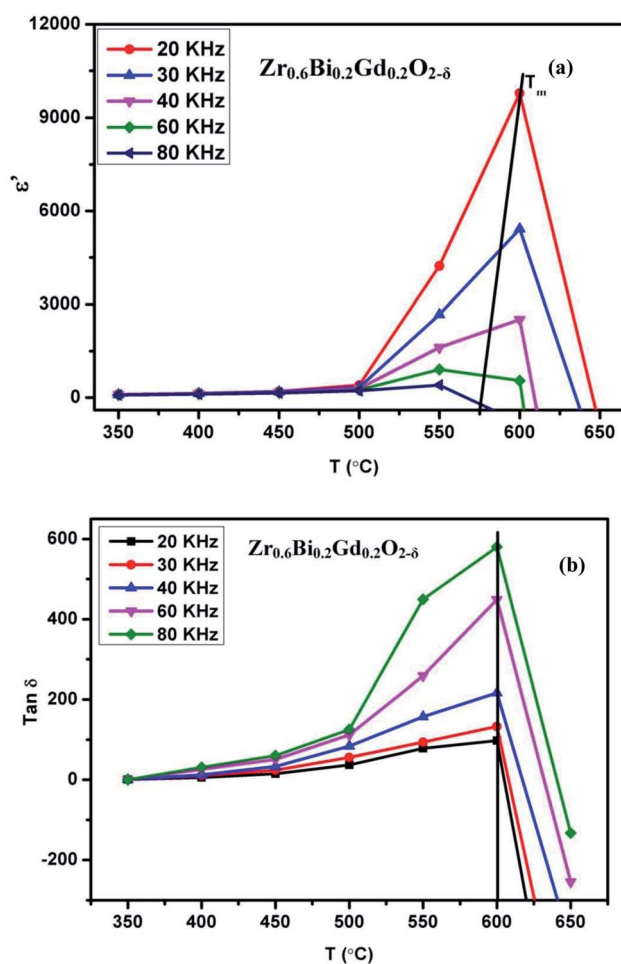 12000
9000
6000
3000
0
ε'
20 KHz
30 KHz
40 KHz
60 KHz
80 KHz
Zr0.6Bi0.2Gd0.2O2-δ
(a)
Tm
350 400 450 500 550 600 650
T (°C)
600
400
200
0
-200
Tan δ
20 KHz
30 KHz
40 KHz
60 KHz
80 KHz
Zr0.6Bi0.2Gd0.2O2-δ
(b)
350 400 450 500 550 600 650
T (°C)